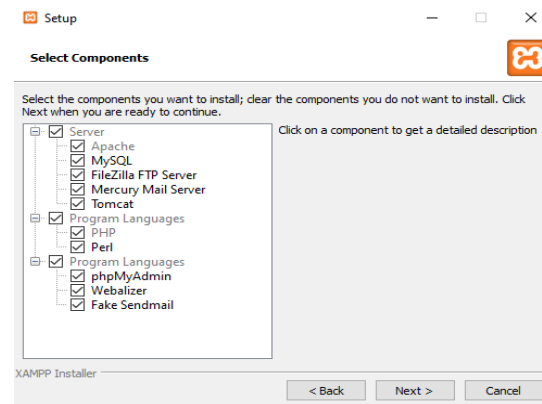 Setup
Select Components
Select the components you want to install; clear the components you do not want to install. Click
Next when you are ready to continue.
Server
Apache
MySQL
FileZilla FTP Server
Mercury Mail Server
Tomcat
Program Languages
PHP
Perl
Program Languages
phpMyAdmin
Webalizer
Fake Sendmail
Click on a component to get a detailed description
XAMPP Installer
< Back
Next >
Cancel